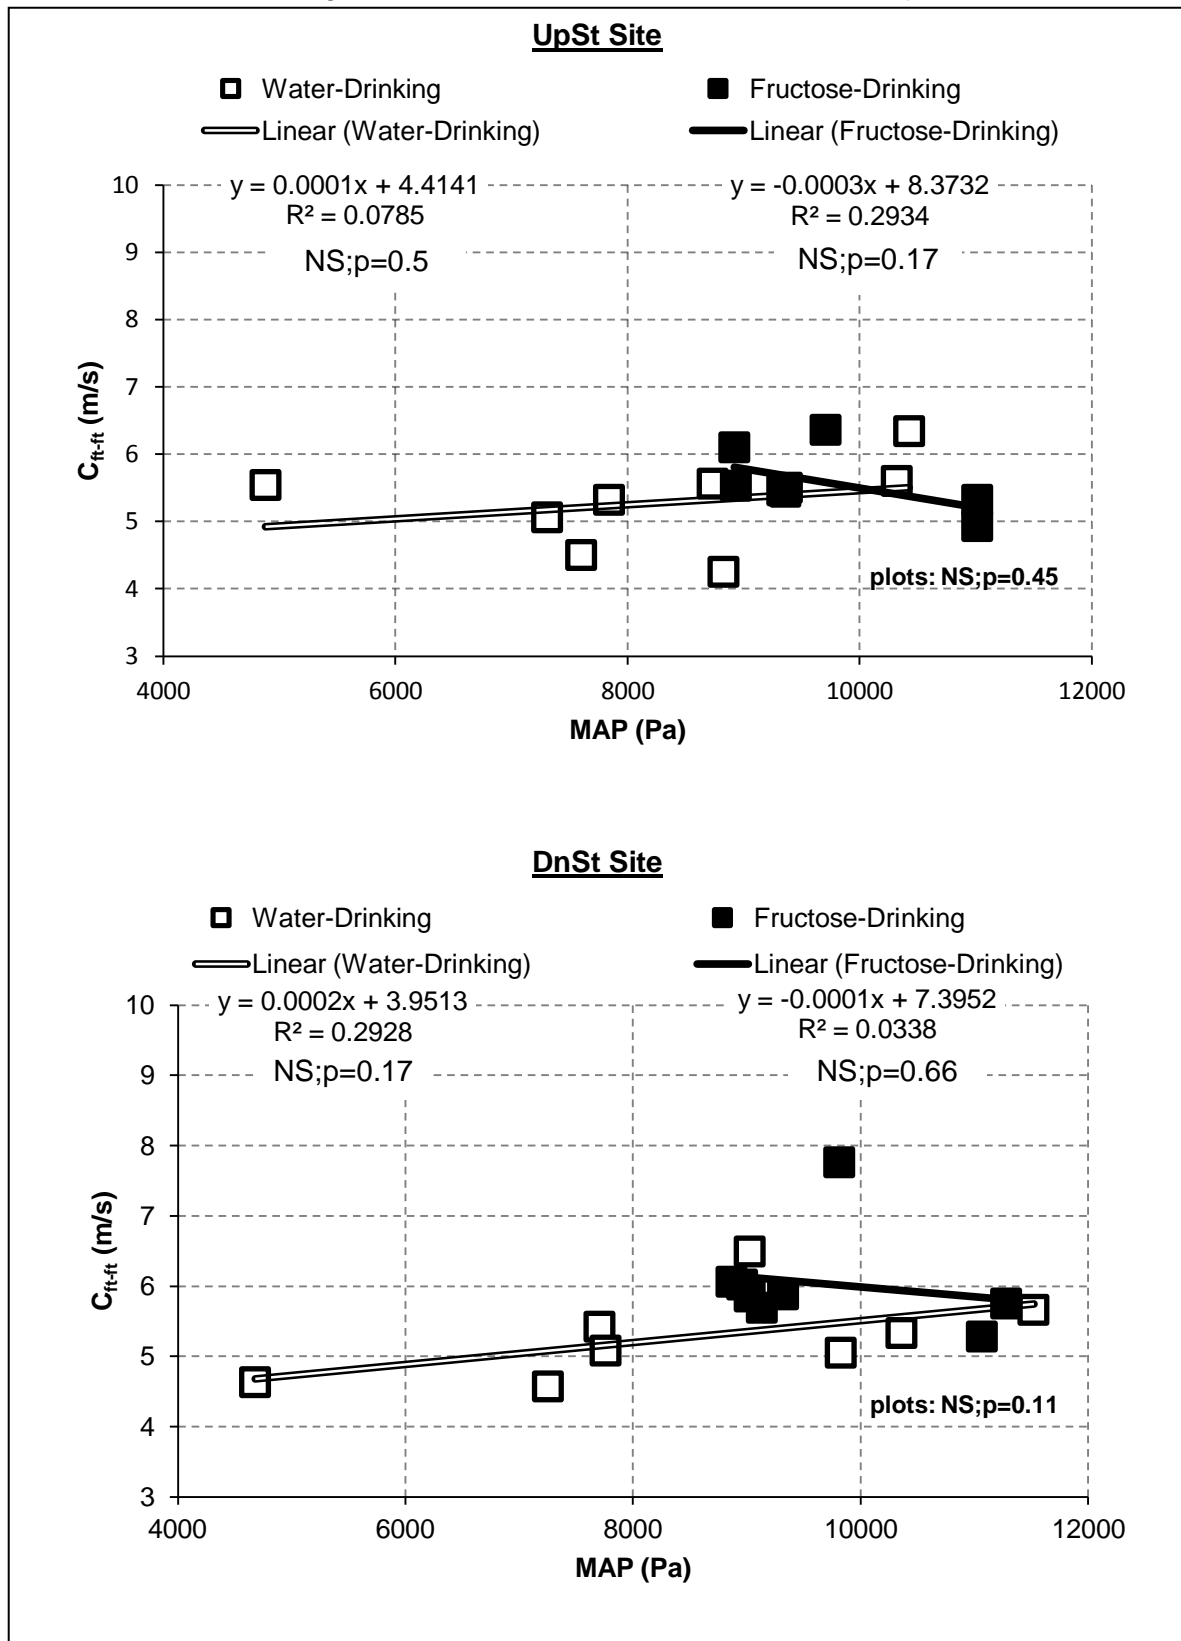 UpSt Site
Water-Drinking
Fructose-Drinking
Linear (Water-Drinking)
Linear (Fructose-Drinking)
y = 0.0001x + 4.4141
R² = 0.0785
NS;p=0.5
y = -0.0003x + 8.3732
R² = 0.2934
NS;p=0.17
10
9
8
7
6
5
4
3
C ft-ft (m/s)
plots: NS;p=0.45
4000
6000
8000
10000
12000
MAP (Pa)
DnSt Site
Water-Drinking
Fructose-Drinking
Linear (Water-Drinking)
Linear (Fructose-Drinking)
y = 0.0002x + 3.9513
R² = 0.2928
NS;p=0.17
y = -0.0001x + 7.3952
R² = 0.0338
NS;p=0.66
10
9
8
7
6
5
4
3
C ft-ft (m/s)
plots: NS;p=0.11
4000
6000
8000
10000
12000
MAP (Pa)